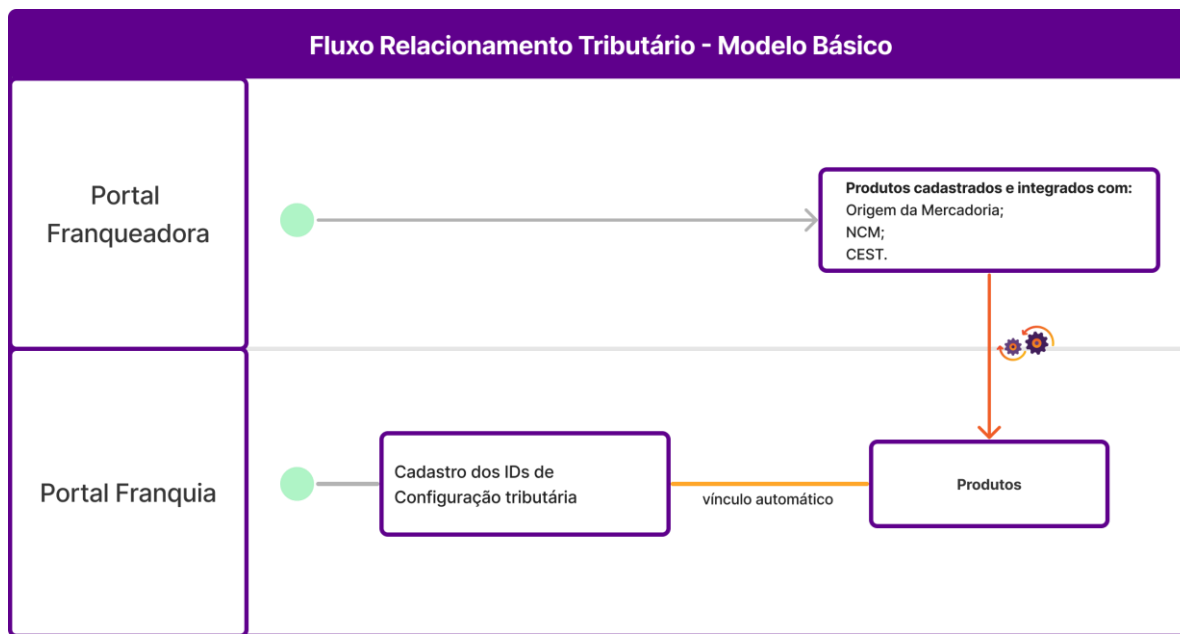 Fluxo Relacionamento Tributário - Modelo Básico
Portal
Franqueadora
Produtos cadastrados e integrados com:
Origem da Mercadoria;
NCM;
CEST.
Portal Franquia
Cadastro dos IDs de
Configuração tributária
vínculo automático
Produtos